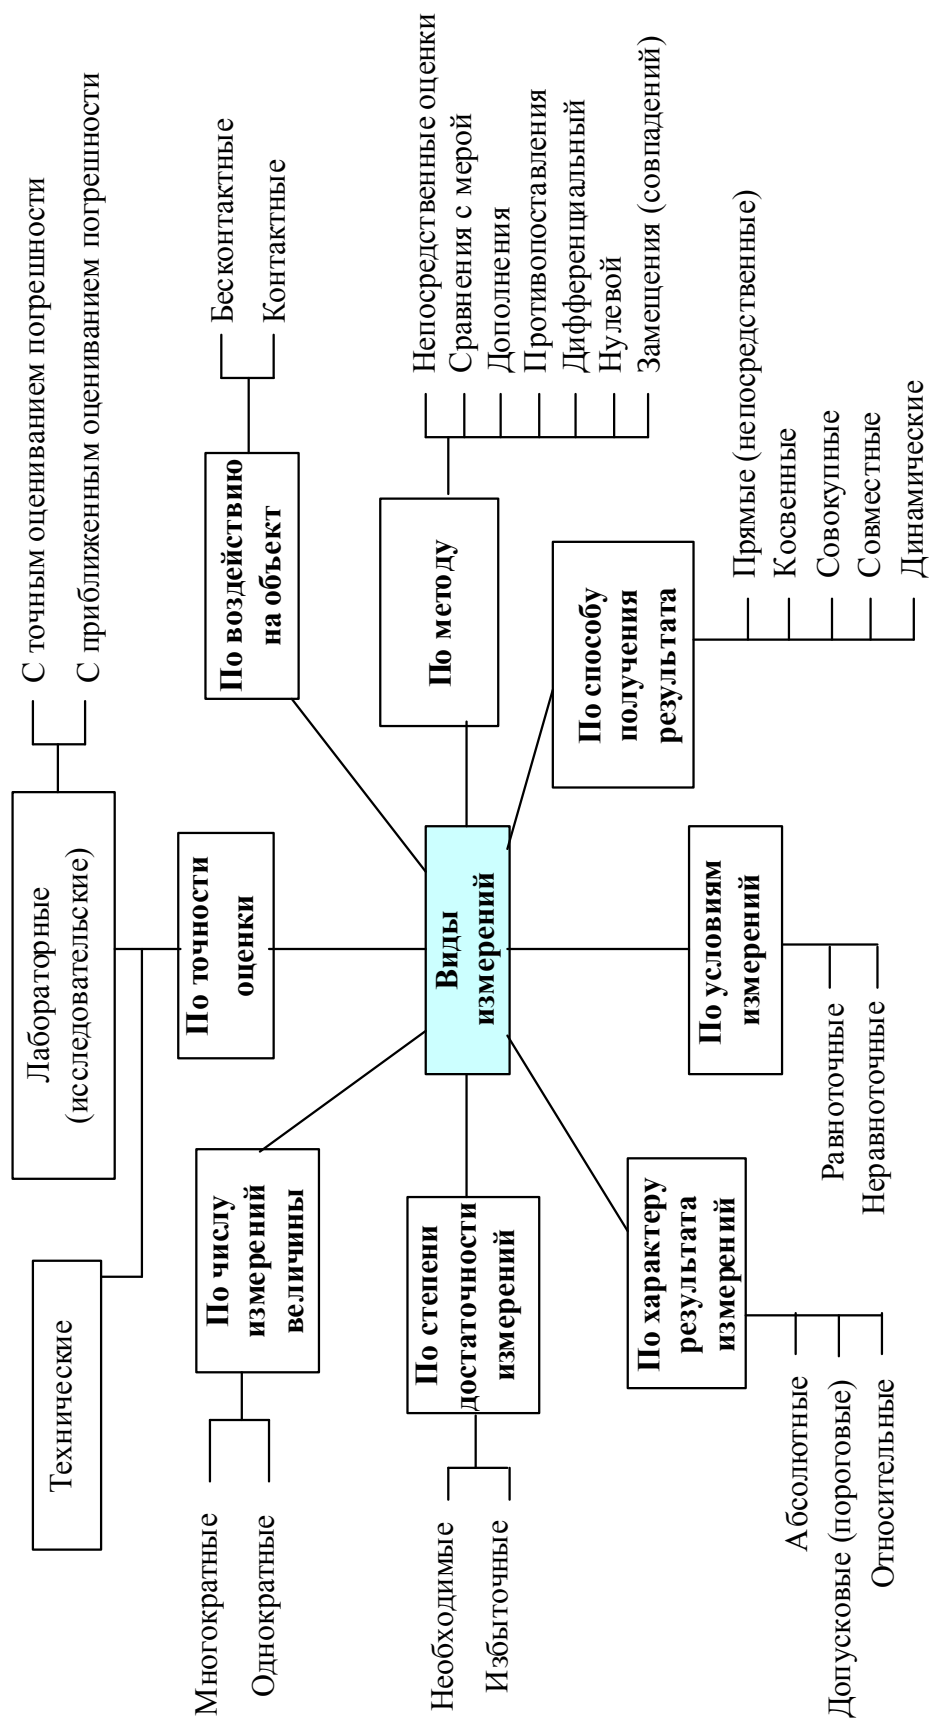 Технические
Лабораторные
(исследовательские)
С точным оцениванием погрешности
С приближенным оцениванием погрешности
Многократные
Однократные
По числу
измерений
величины
По точности
оценки
По воздействию
на объект
Бесконтактные
Контактные
Необходимые
Избыточные
По степени
достаточности
измерений
Виды
измерений
По методу
Непосредственные оценки
Сравнения с мерой
Дополнения
Противопоставления
Дифференциальный
Нулевой
Замещения (совпадений)
По характеру
результата
измерений
Абсолютные
Допусковые (пороговые)
Относительные
По условиям
измерений
Равноточные
Неравноточные
По способу
получения
результата
Прямые (непосредственные)
Косвенные
Совокупные
Совместные
Динамические